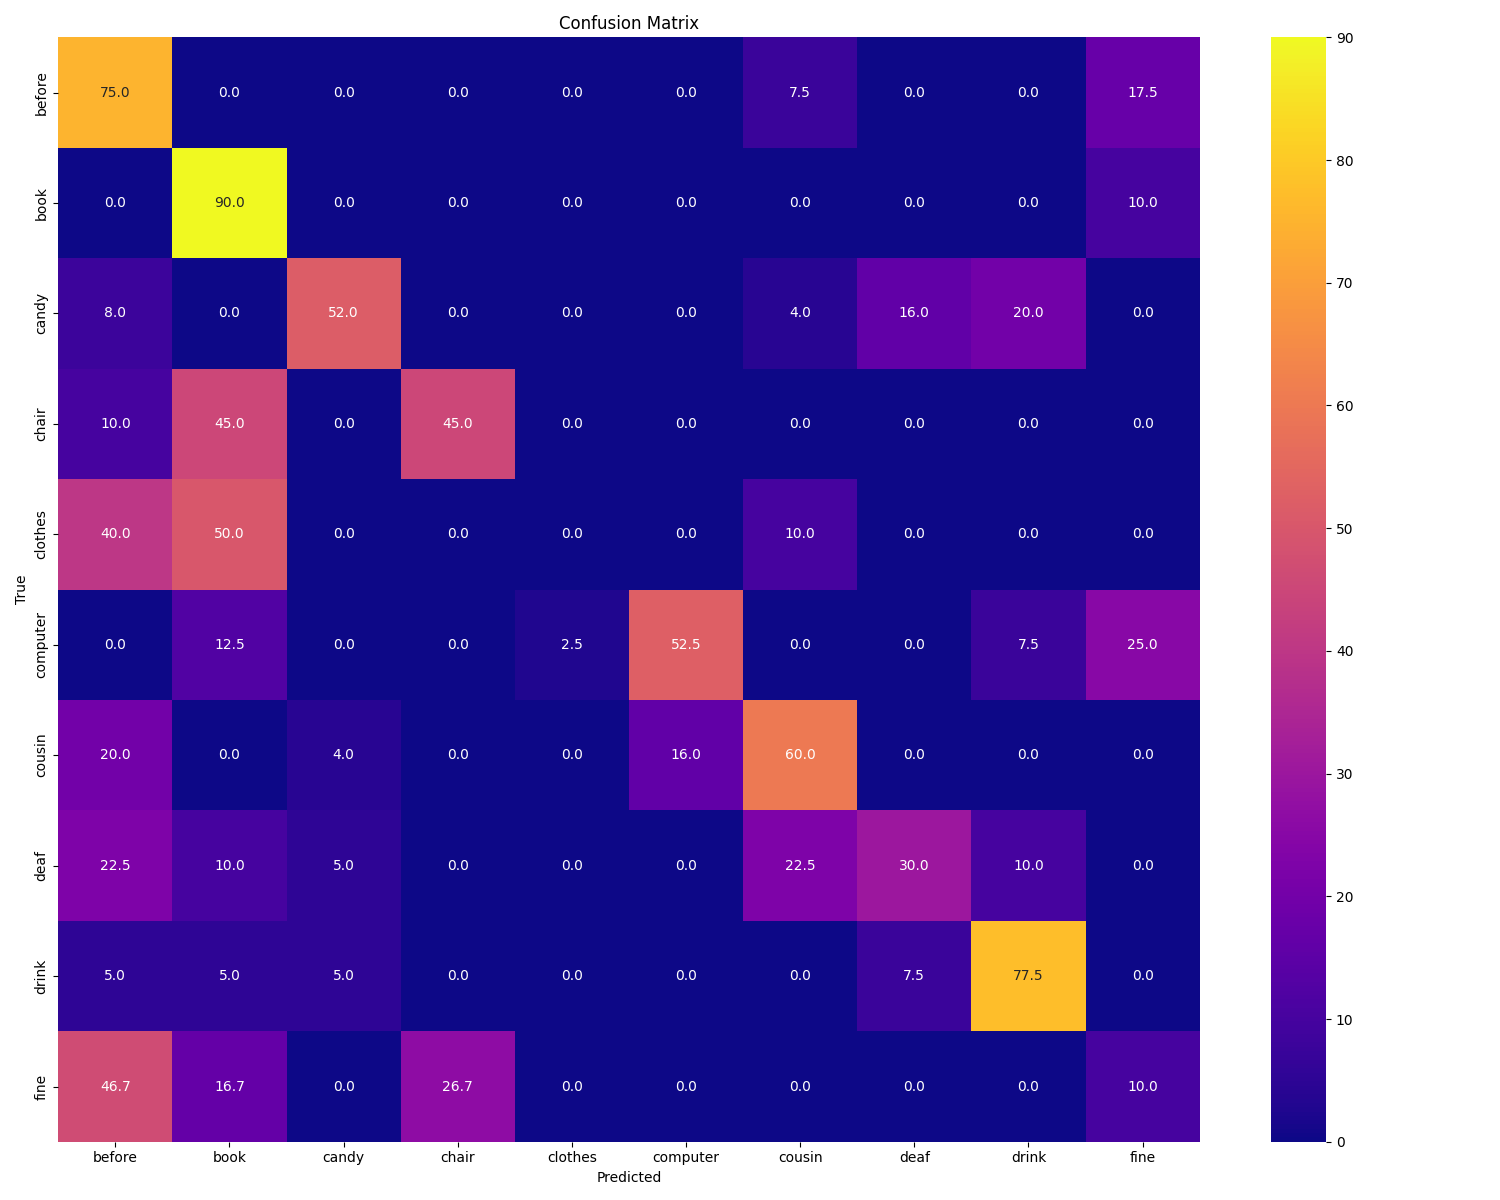 Confusion Matrix
before 75.0 0.0 0.0 0.0 0.0 0.0 7.5 0.0 0.0 17.5
book 0.0 90.0 0.0 0.0 0.0 0.0 0.0 0.0 0.0 10.0
candy 8.0 0.0 52.0 0.0 0.0 0.0 4.0 16.0 20.0 0.0
chair 10.0 45.0 0.0 45.0 0.0 0.0 0.0 0.0 0.0 0.0
clothes 40.0 50.0 0.0 0.0 0.0 0.0 10.0 0.0 0.0 0.0
True
computer 0.0 12.5 0.0 0.0 2.5 52.5 0.0 0.0 7.5 25.0
cousin 20.0 0.0 4.0 0.0 0.0 16.0 60.0 0.0 0.0 0.0
deaf 22.5 10.0 5.0 0.0 0.0 0.0 22.5 30.0 10.0 0.0
drink 5.0 5.0 5.0 0.0 0.0 0.0 0.0 7.5 77.5 0.0
fine 46.7 16.7 0.0 26.7 0.0 0.0 0.0 0.0 0.0 10.0
before book candy chair clothes computer cousin deaf drink fine
Predicted
90
80
70
60
50
40
30
20
10
0